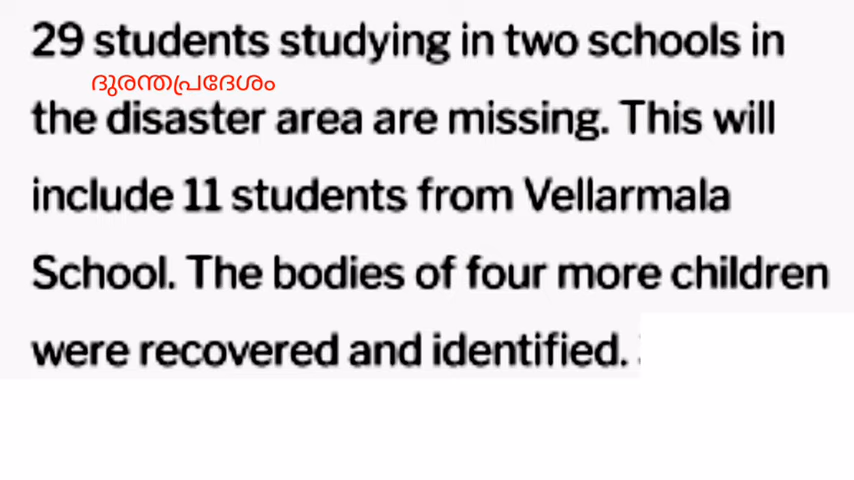 29 students studying in two schools in
ദുരന്തപ്രദേശം
the disaster area are missing. This will
include 11 students from Vellarmala
School. The bodies of four more children
were recovered and identified.